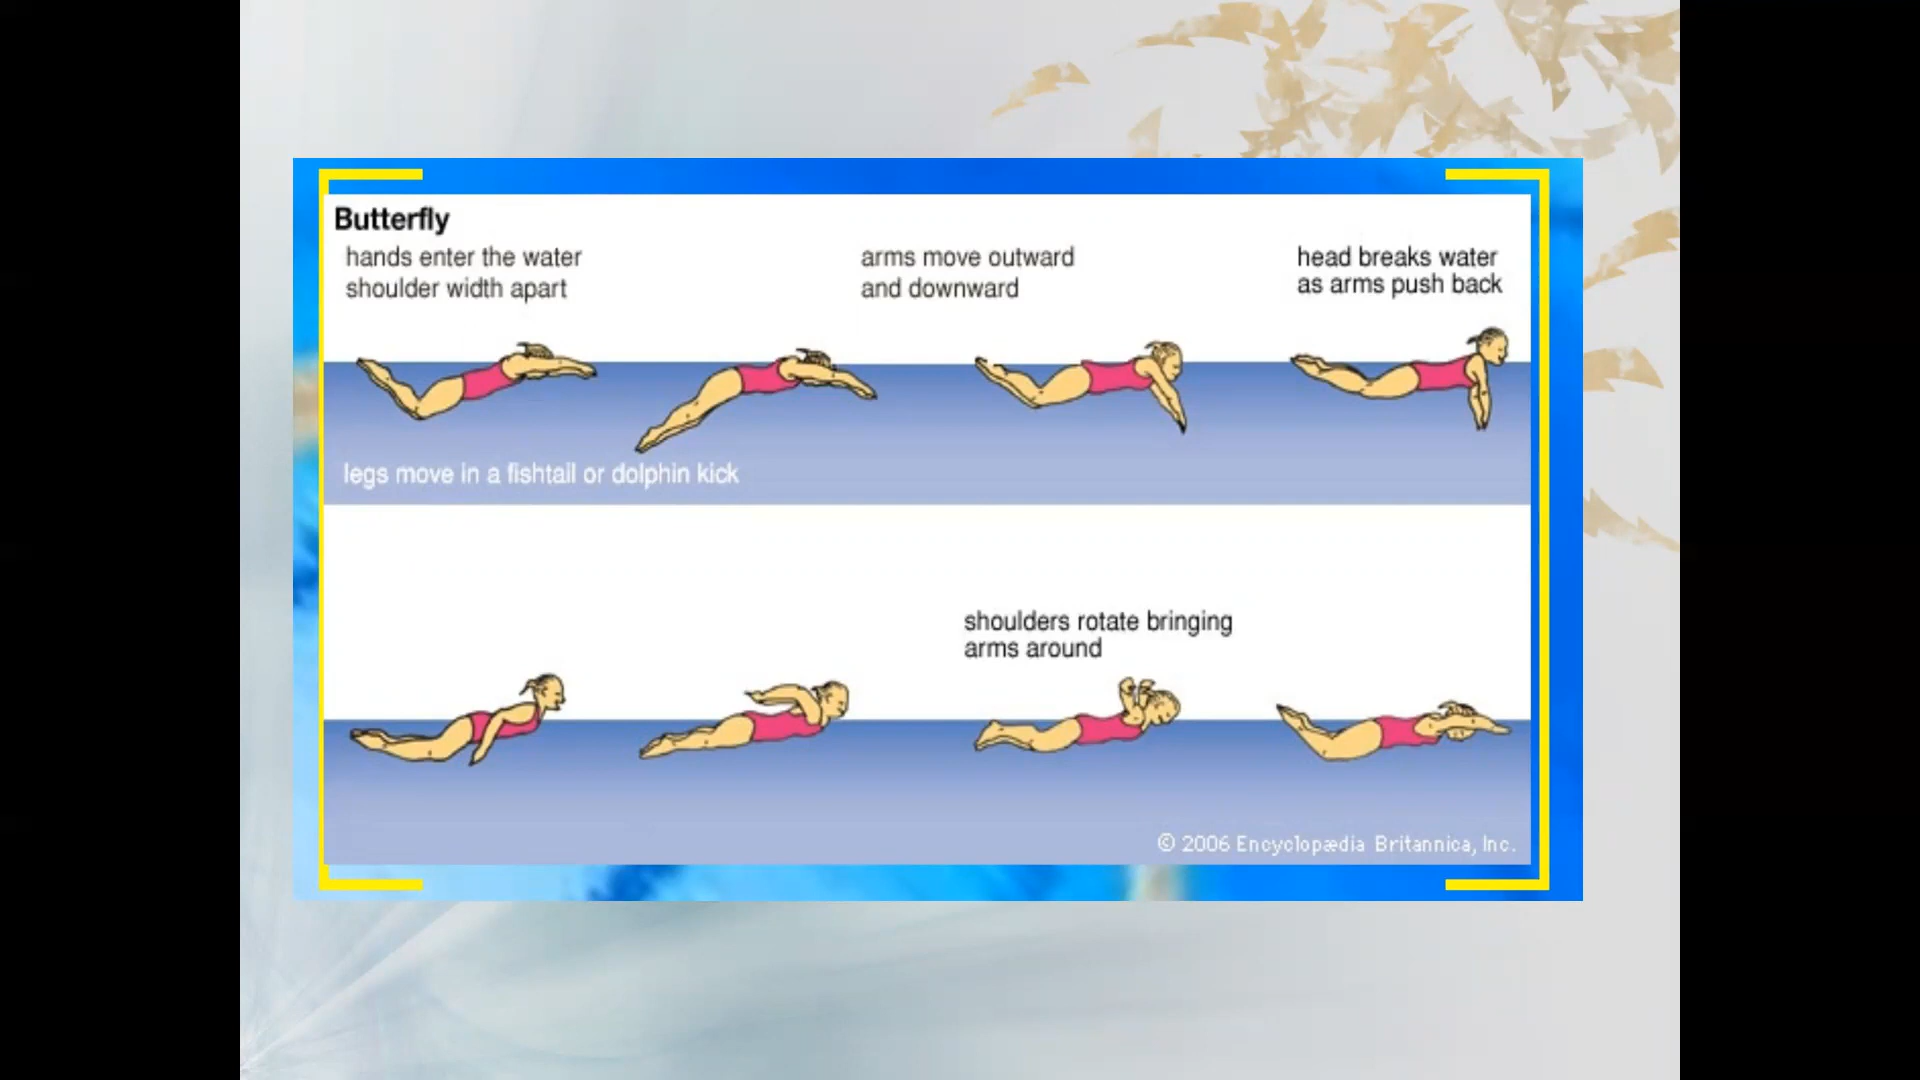 Butterfly
hands enter the water
shoulder width apart
arms move outward
and downward
head breaks water
as arms push back
legs move in a fishtail or dolphin kick
shoulders rotate bringing
arms around
© 2006 Encyclopædia Britannica, Inc.